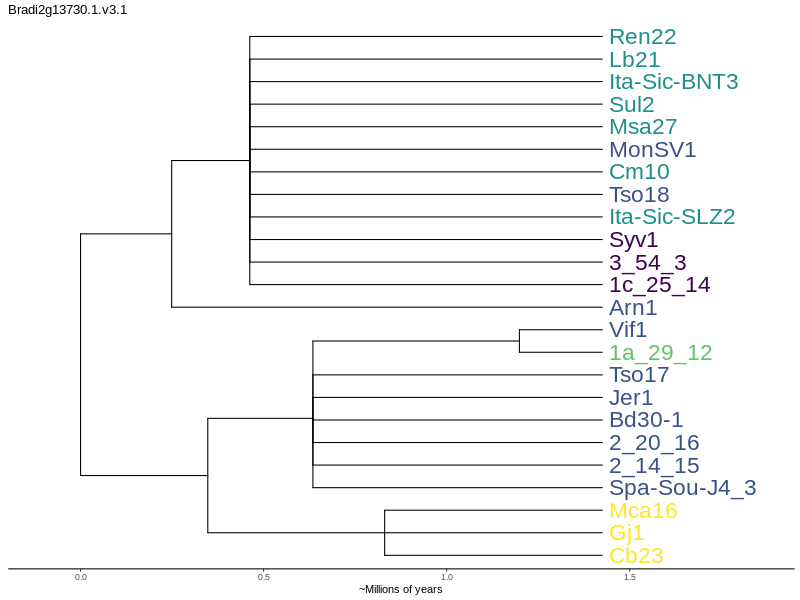 Bradi2g13730.1.v3.1
Ren22
Lb21
Ita-Sic-BNT3
Sul2
Msa27
MonSV1
Cm10
Tso18
Ita-Sic-SLZ2
Syv1
3_54_3
1c_25_14
Arn1
Vif1
1a_29_12
Tso17
Jer1
Bd30-1
2_20_16
2_14_15
Spa-Sou-J4_3
Mca16
Gj1
Cb23
0.0 0.5 1.0 1.5
~Millions of years